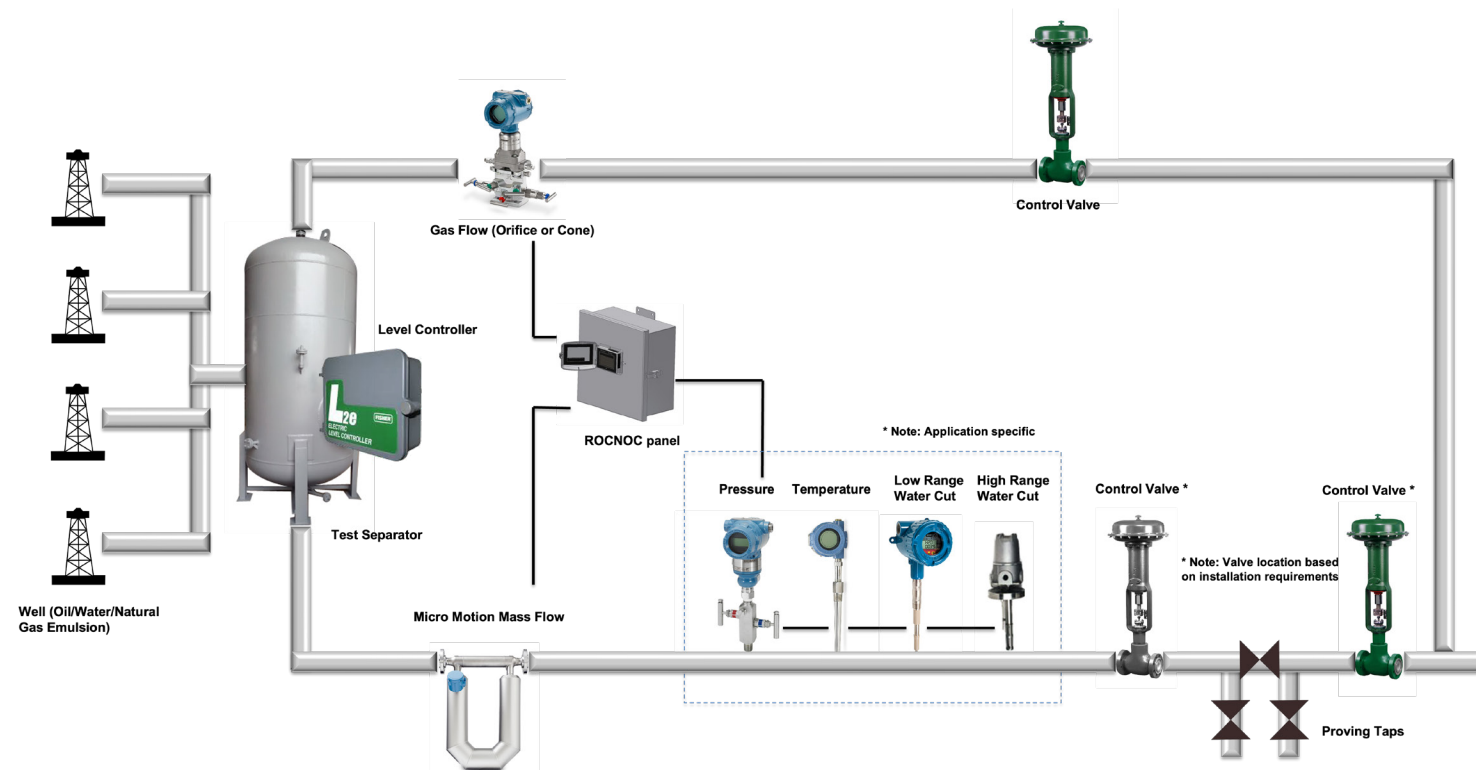 Control Valve
Gas Flow (Orifice or Cone)
Level Controller
L2e
FISHER
ELECTRIC
LEVEL CONTROLLER
ROCNOC panel
* Note: Application specific
Pressure
Temperature
Low Range
Water Cut
High Range
Water Cut
Control Valve *
Control Valve *
Test Separator
* Note: Valve location based
on installation requirements
Well (Oil/Water/Natural
Gas Emulsion)
Micro Motion Mass Flow
Proving Taps